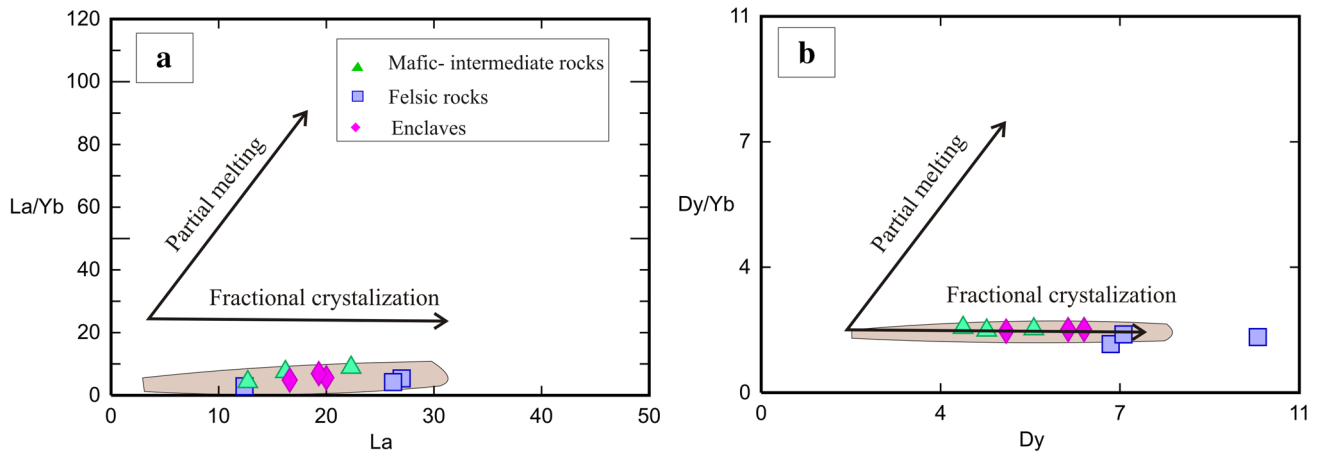 a
120
100
80
La/Yb
60
40
20
0
0
10
20
30
40
50
La
Mafic- intermediate rocks
Felsic rocks
Enclaves
Partial melting
Fractional crystalization
b
11
7
Dy/Yb
4
0
0
4
7
11
Dy
Partial melting
Fractional crystalization